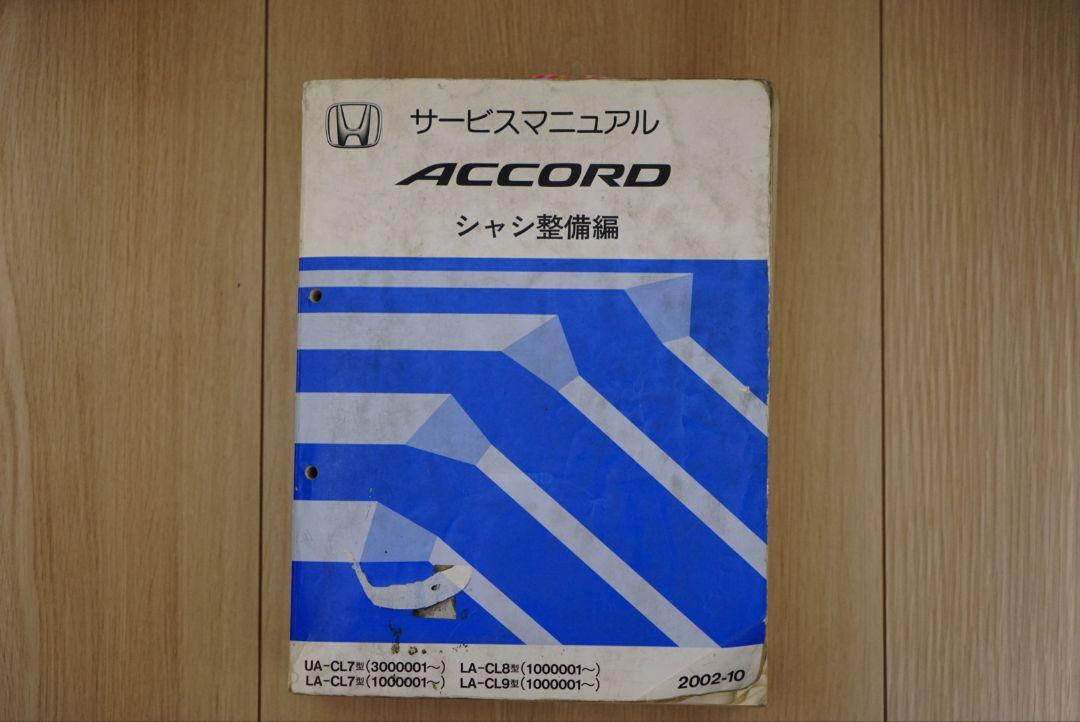 サービスマニュアル
ACCORD
シャシ整備編
UA-CL7型(3000001～) LA-CL8型(1000001～)
LA-CL7型(1000001～) LA-CL9型(1000001～)
2002-10